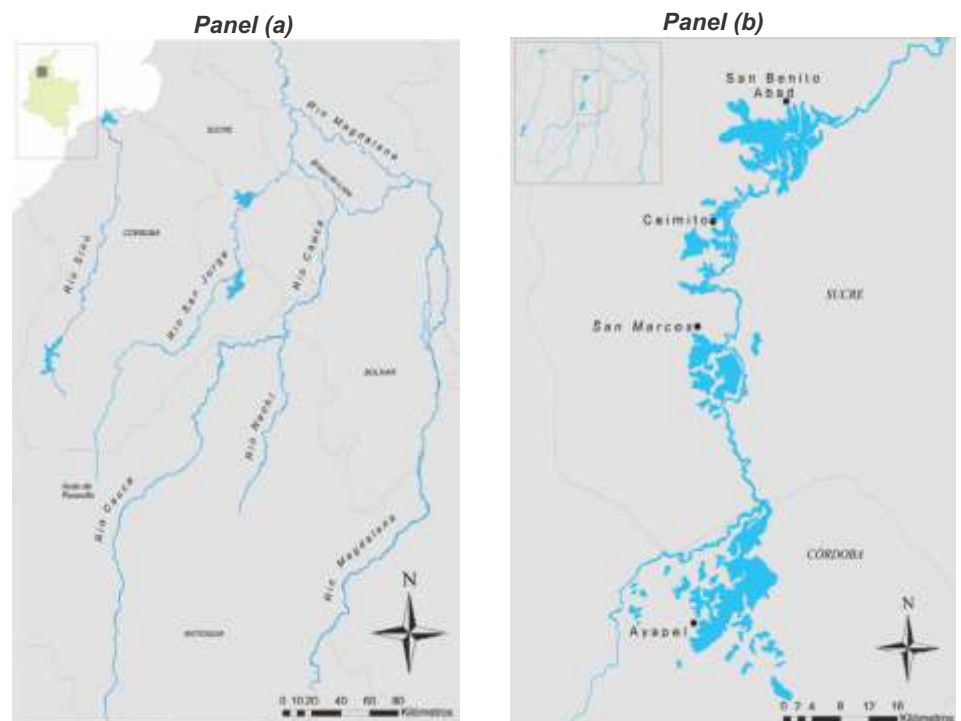 Panel (a)
Panel (b)
Río Magdalena
SUCRE
CÓRDOBA
Río Sinú
Río San Jorge
Río Cauca
BOLIVAR
Río Nechí
Río Cauca
Río Magdalena
ANTIOQUIA
N
0 10 20 40 60 80
Kilómetros
San Benito
Abad
Caimito
SUCRE
San Marcos
CÓRDOBA
Ayapel
N
0 2 4 8 12 16
Kilómetros